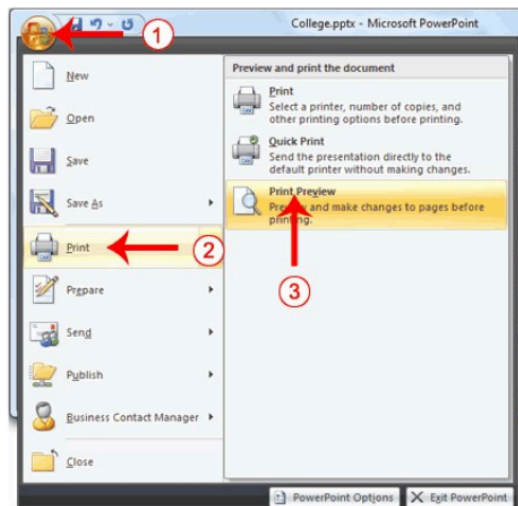 College.pptx - Microsoft PowerPoint
1
New
Open
Save
Save As
Print
2
Prepare
Send
Publish
Business Contact Manager
Close
Preview and print the document
Print
Select a printer, number of copies, and
other printing options before printing.
Quick Print
Send the presentation directly to the
default printer without making changes.
Print Preview
Preview and make changes to pages before
printing.
3
PowerPoint Options
Exit PowerPoint